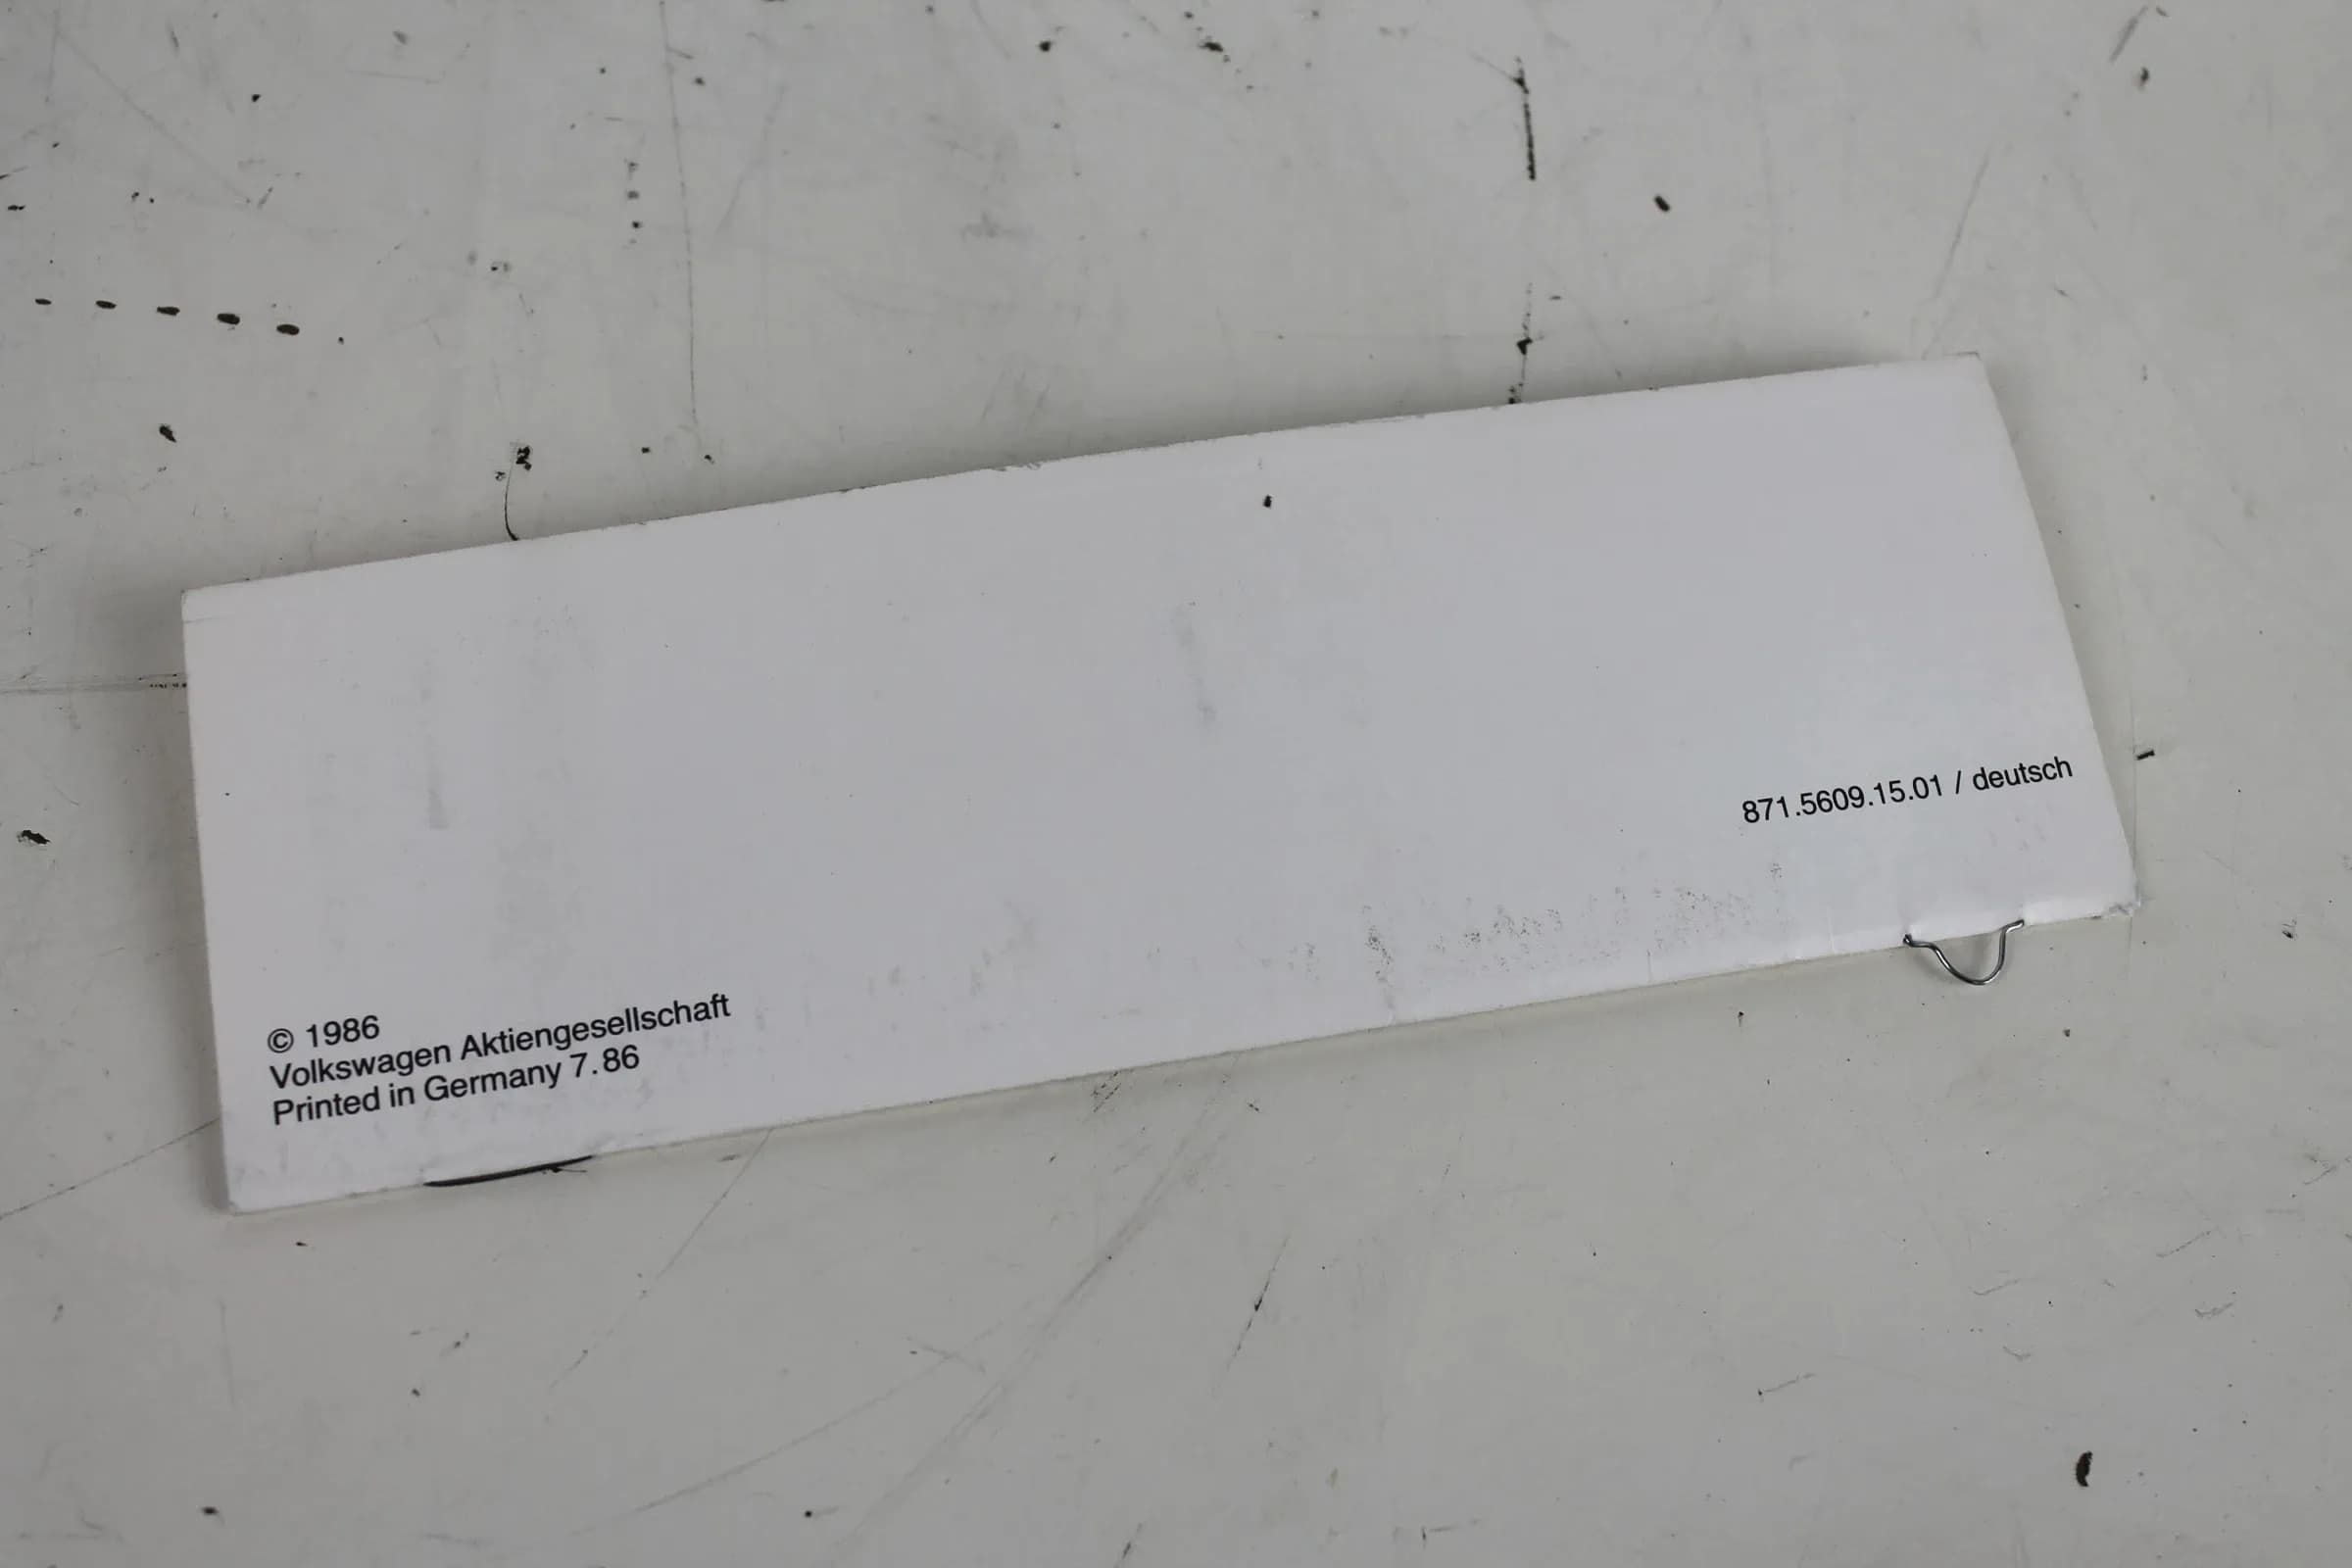 871.5609.15.01 / deutsch
© 1986
Volkswagen Aktiengesellschaft
Printed in Germany 7.86